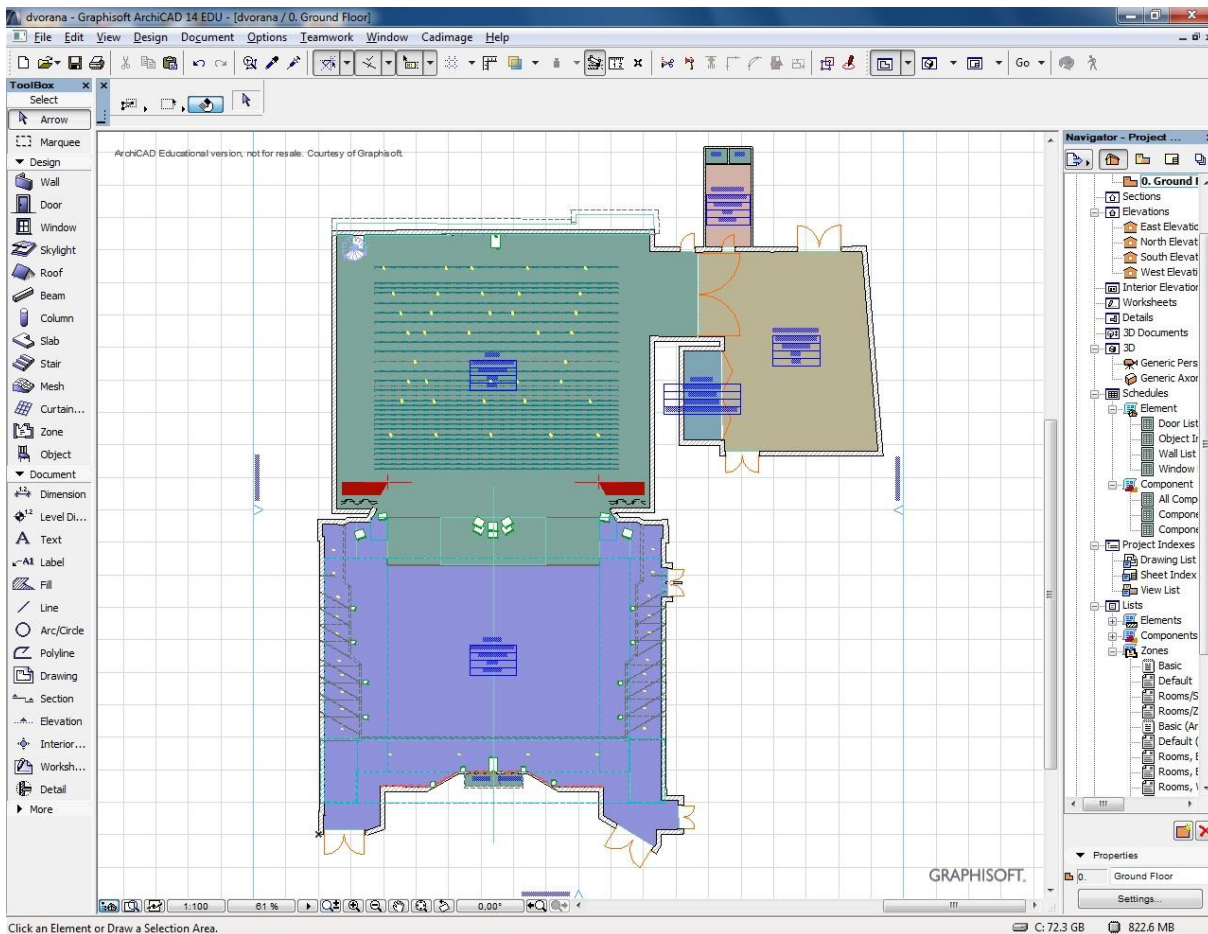 dvorana - Graphisoft ArchiCAD 14 EDU - [dvorana / 0. Ground Floor]
File Edit View Design Document Options Teamwork Window Cadimage Help
Go
ToolBox
Select
Arrow
Marquee
Design
Wall
Door
Window
Skylight
Roof
Beam
Column
Slab
Stair
Mesh
Curtain...
Zone
Object
Document
Dimension
Level Di...
Text
Label
Fill
Line
Arc/Circle
Polyline
Drawing
Section
Elevation
Interior...
Worksh...
Detail
More
ArchiCAD Educational version, not for resale. Courtesy of Graphisoft.
GRAPHISOFT.
1:100
61 %
0,00°
Navigator - Project ...
0. Ground F
Sections
Elevations
East Elevatio
North Elevat
South Elevat
West Elevati
Interior Elevation
Worksheets
Details
3D Documents
3D
Generic Pers
Generic Axor
Schedules
Element
Door List
Object Ir
Wall List
Window
Component
All Comp
Compone
Compone
Project Indexes
Drawing List
Sheet Index
View List
Lists
Elements
Components
Zones
Basic
Default
Rooms/S
Rooms/Z
Basic (Ar
Default (
Rooms, E
Rooms, E
Rooms, V
Properties
0. Ground Floor
Settings...
Click an Element or Draw a Selection Area.
C: 72.3 GB
822.6 MB